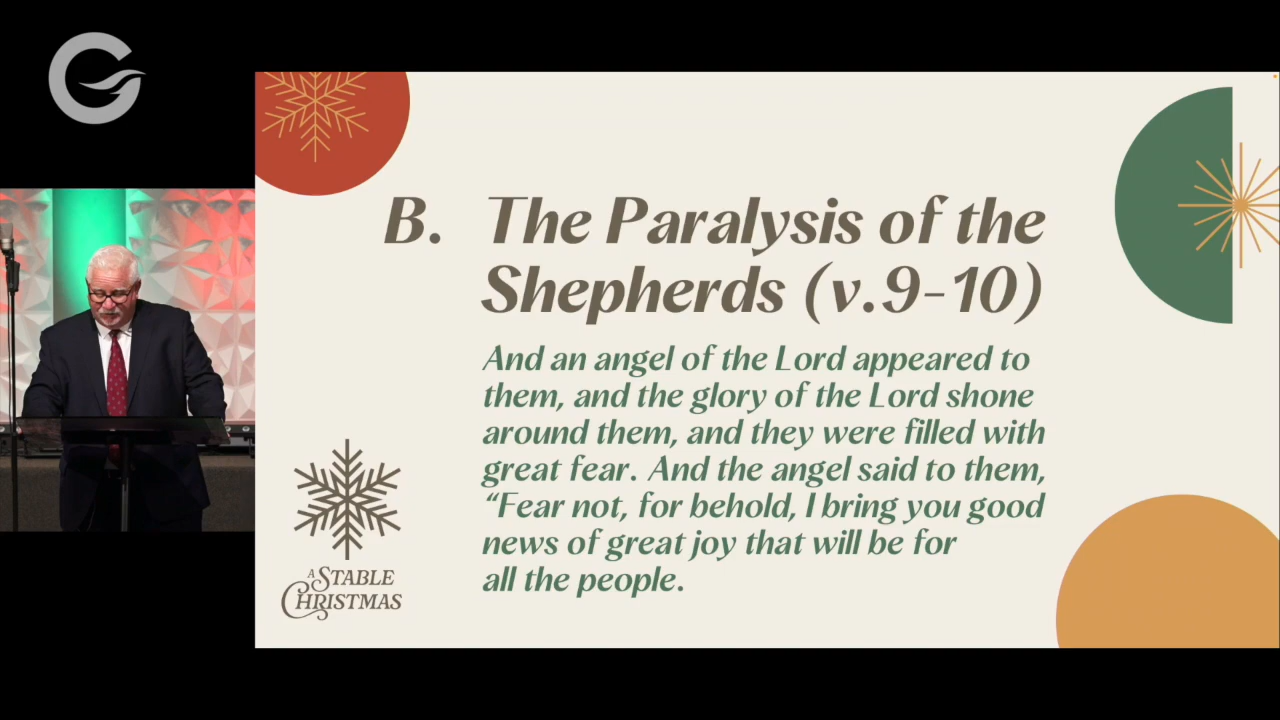 B. The Paralysis of the
Shepherds (v.9-10)
And an angel of the Lord appeared to
them, and the glory of the Lord shone
around them, and they were filled with
great fear. And the angel said to them,
“Fear not, for behold, I bring you good
news of great joy that will be for
all the people.
A STABLE
CHRISTMAS